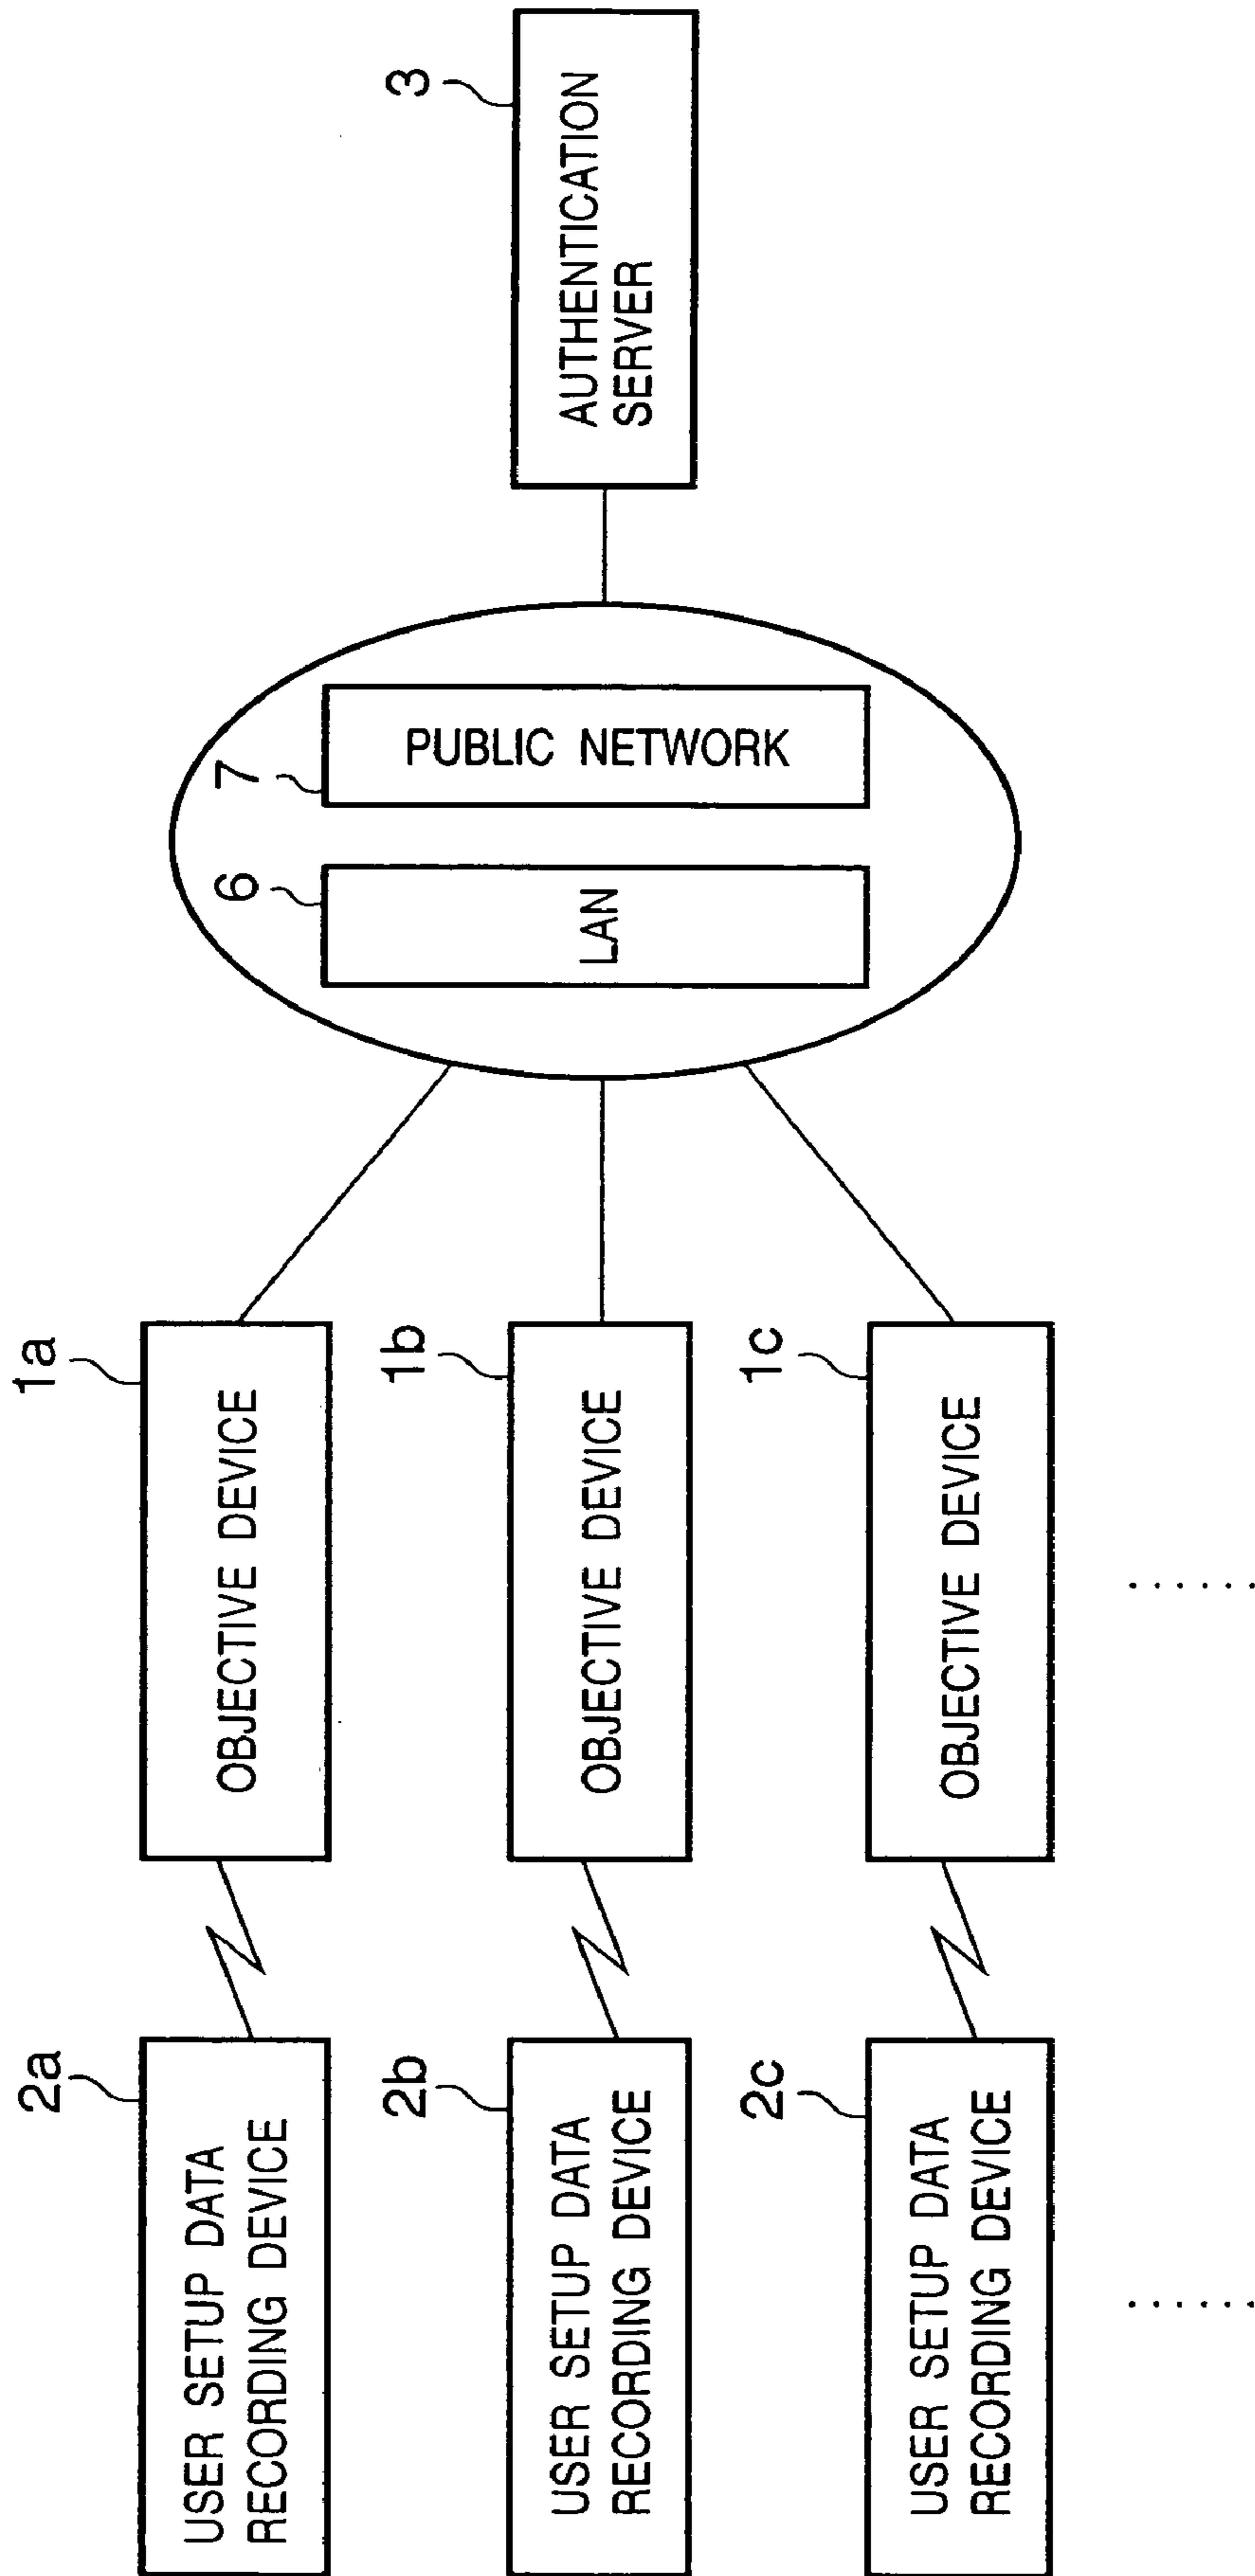 2a
USER SETUP DATA
RECORDING DEVICE
1a
OBJECTIVE DEVICE
2b
USER SETUP DATA
RECORDING DEVICE
1b
OBJECTIVE DEVICE
2c
USER SETUP DATA
RECORDING DEVICE
1c
OBJECTIVE DEVICE
6
LAN
7
PUBLIC NETWORK
3
AUTHENTICATION
SERVER